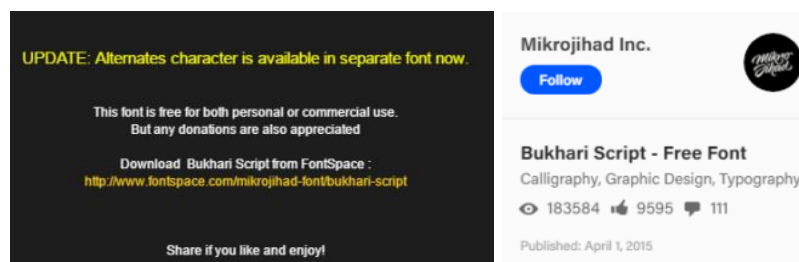 UPDATE: Alternates character is available in separate font now.
This font is free for both personal or commercial use.
But any donations are also appreciated
Download Bukhari Script from FontSpace :
http://www.fontspace.com/mikrojihad-font/bukhari-script
Share if you like and enjoy!
Mikrojihad Inc.
Follow
Mikro
Jihad.
Bukhari Script - Free Font
Calligraphy, Graphic Design, Typography
183584 9595 111
Published: April 1, 2015